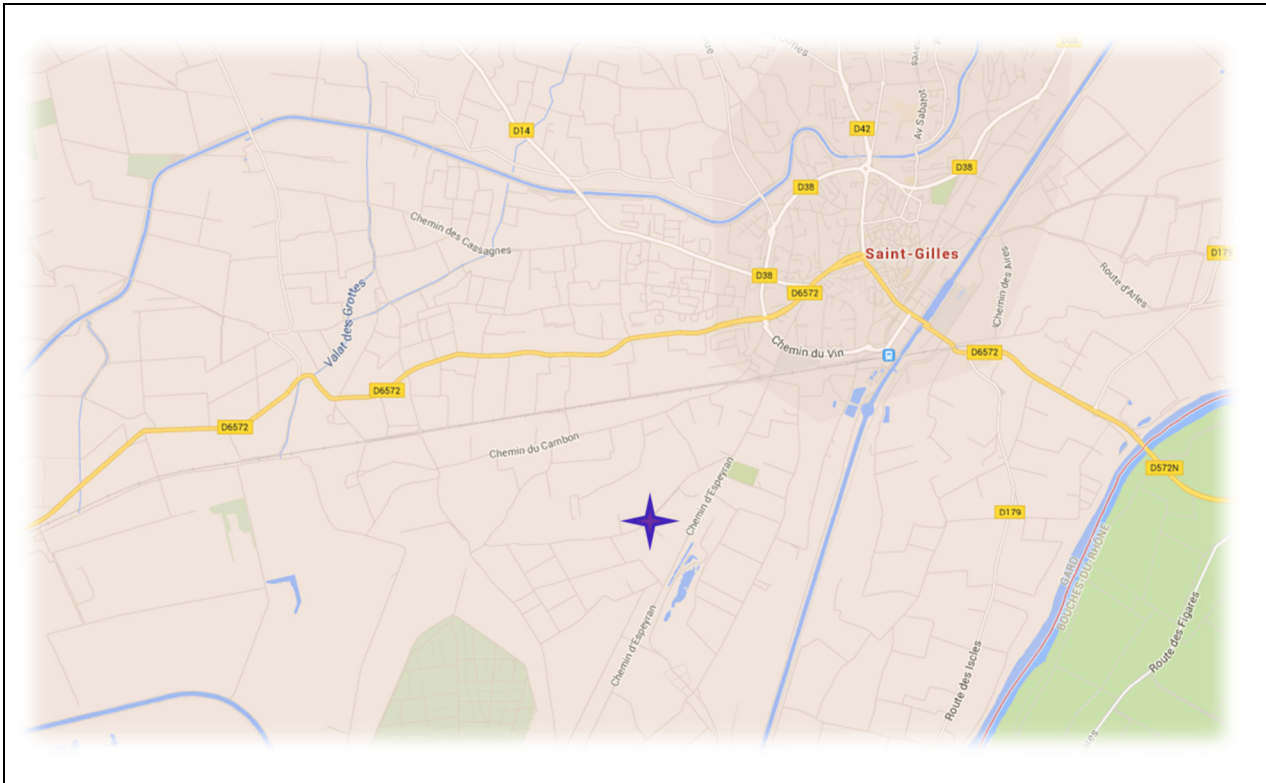 D14
D42
Av Sabarot
D38
D38
Chemin des Cassagnes
Saint-Gilles
D179
Chemin des Aires
Route d'Arles
D38
D6572
Valat des Grottes
Chemin du Vin
D6572
D6572
D6572
Chemin du Cambon
D572N
Chemin d'Espeyran
D179
GARD
BOUCHES-DU-RHÔNE
Chemin d'Espeyran
Route des Iscles
Route des Figares